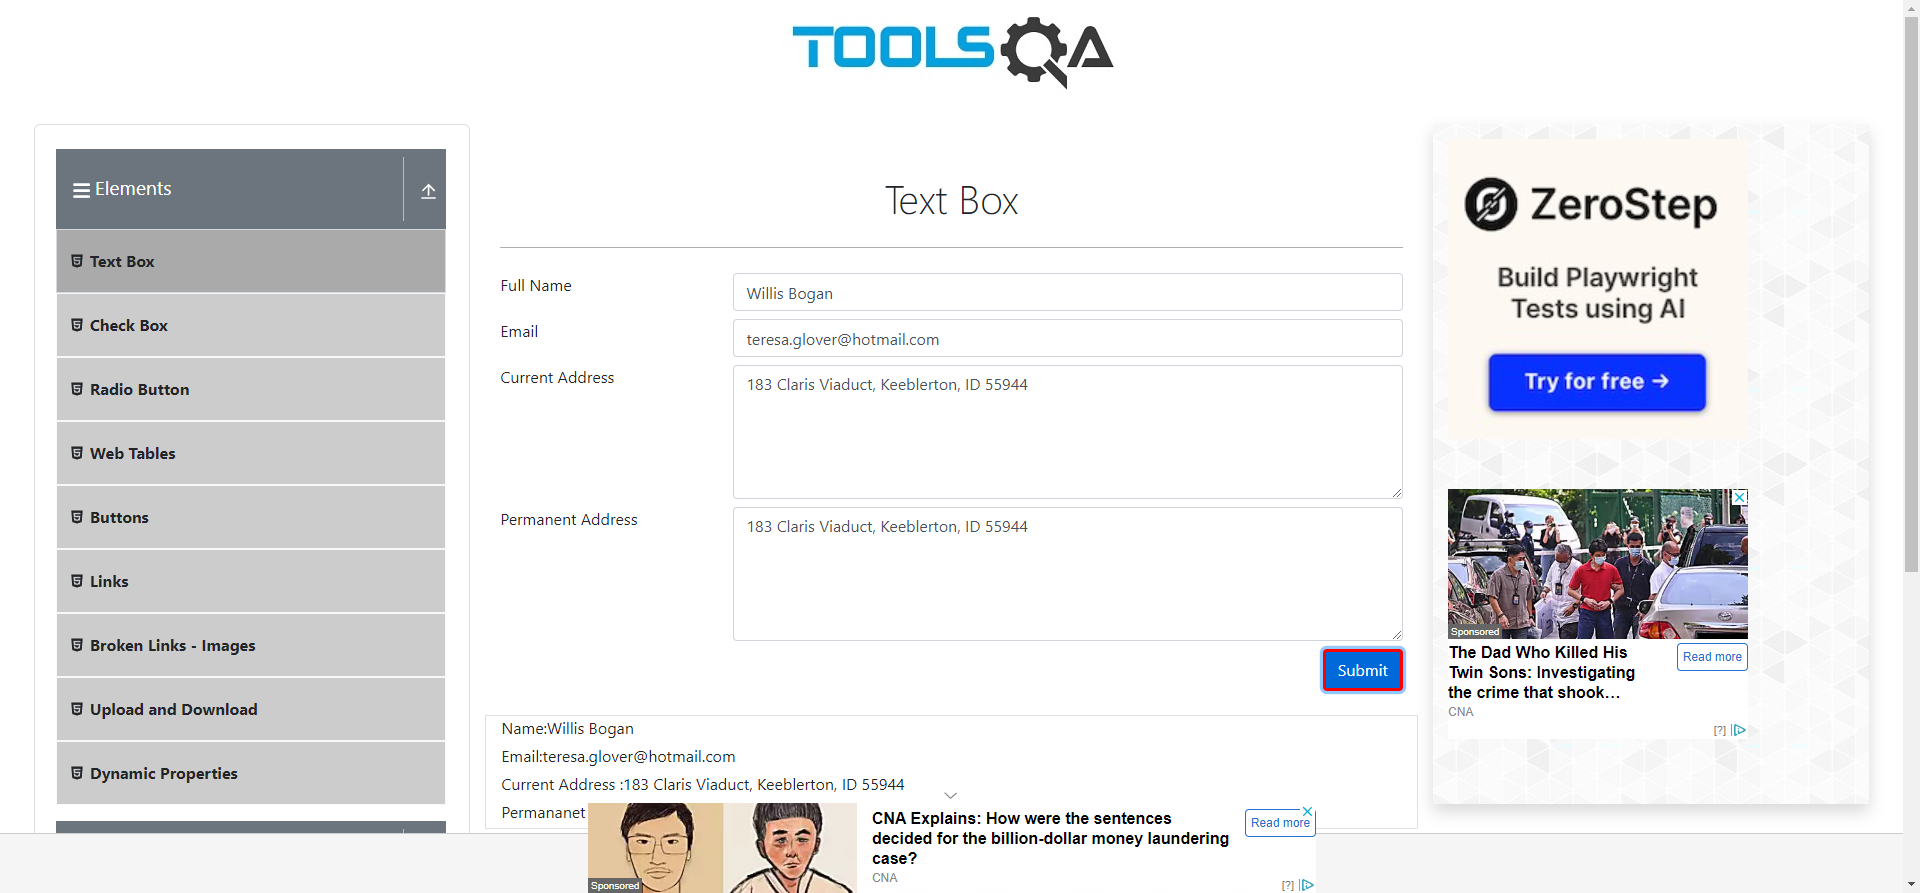 TOOLSQA
Elements
Text Box
Check Box
Radio Button
Web Tables
Buttons
Links
Broken Links - Images
Upload and Download
Dynamic Properties
Text Box
Full Name
Willis Bogan
Email
teresa.glover@hotmail.com
Current Address
183 Claris Viaduct, Keeblerton, ID 55944
Permanent Address
183 Claris Viaduct, Keeblerton, ID 55944
Submit
Name:Willis Bogan
Email:teresa.glover@hotmail.com
Current Address :183 Claris Viaduct, Keeblerton, ID 55944
Permananet
Sponsored
CNA Explains: How were the sentences
decided for the billion-dollar money laundering
case?
CNA
Read more
[?]
ZeroStep
Build Playwright
Tests using AI
Try for free →
Sponsored
The Dad Who Killed His
Twin Sons: Investigating
the crime that shook...
CNA
Read more
[?]